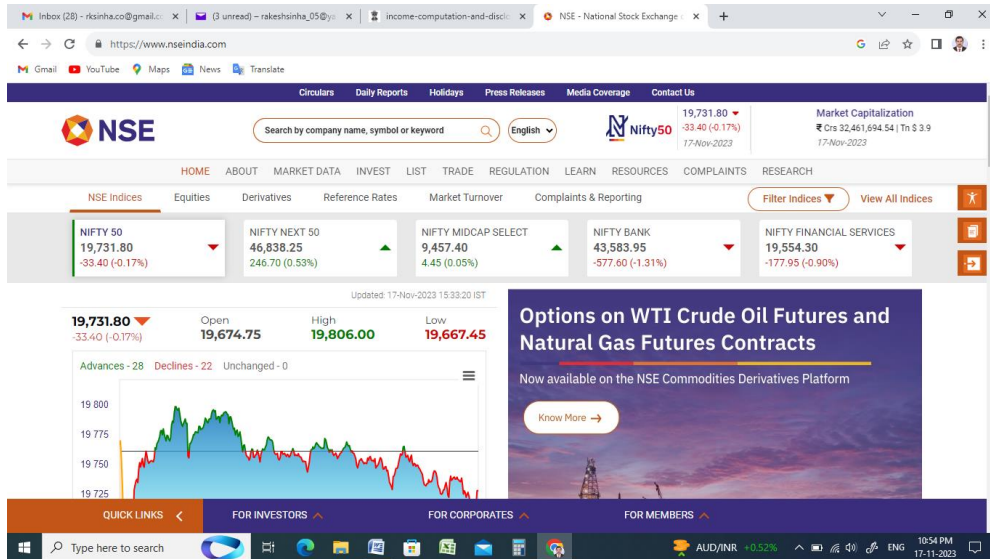 Inbox (28) - rksinha.co@gmail.c
(3 unread) – rakeshsinha_05@ya
income-computation-and-disclo
NSE - National Stock Exchange
https://www.nseindia.com
Gmail YouTube Maps News Translate
Circulars Daily Reports Holidays Press Releases Media Coverage Contact Us
NSE
Search by company name, symbol or keyword
English
Nifty50
19,731.80
-33.40 (-0.17%)
17-Nov-2023
Market Capitalization
₹ Crs 32,461,694.54 | Tn $ 3.9
17-Nov-2023
HOME ABOUT MARKET DATA INVEST LIST TRADE REGULATION LEARN RESOURCES COMPLAINTS RESEARCH
NSE Indices Equities Derivatives Reference Rates Market Turnover Complaints & Reporting
Filter Indices View All Indices
NIFTY 50
19,731.80
-33.40 (-0.17%)
NIFTY NEXT 50
46,838.25
246.70 (0.53%)
NIFTY MIDCAP SELECT
9,457.40
4.45 (0.05%)
NIFTY BANK
43,583.95
-577.60 (-1.31%)
NIFTY FINANCIAL SERVICES
19,554.30
-177.95 (-0.90%)
Updated: 17-Nov-2023 15:33:20 IST
19,731.80
-33.40 (-0.17%)
Open
19,674.75
High
19,806.00
Low
19,667.45
Advances - 28 Declines - 22 Unchanged - 0
19 800
19 775
19 750
19 725
Options on WTI Crude Oil Futures and
Natural Gas Futures Contracts
Now available on the NSE Commodities Derivatives Platform
Know More →
QUICK LINKS FOR INVESTORS FOR CORPORATES FOR MEMBERS
Type here to search
AUD/INR +0.52%
ENG
10:54 PM
17-11-2023